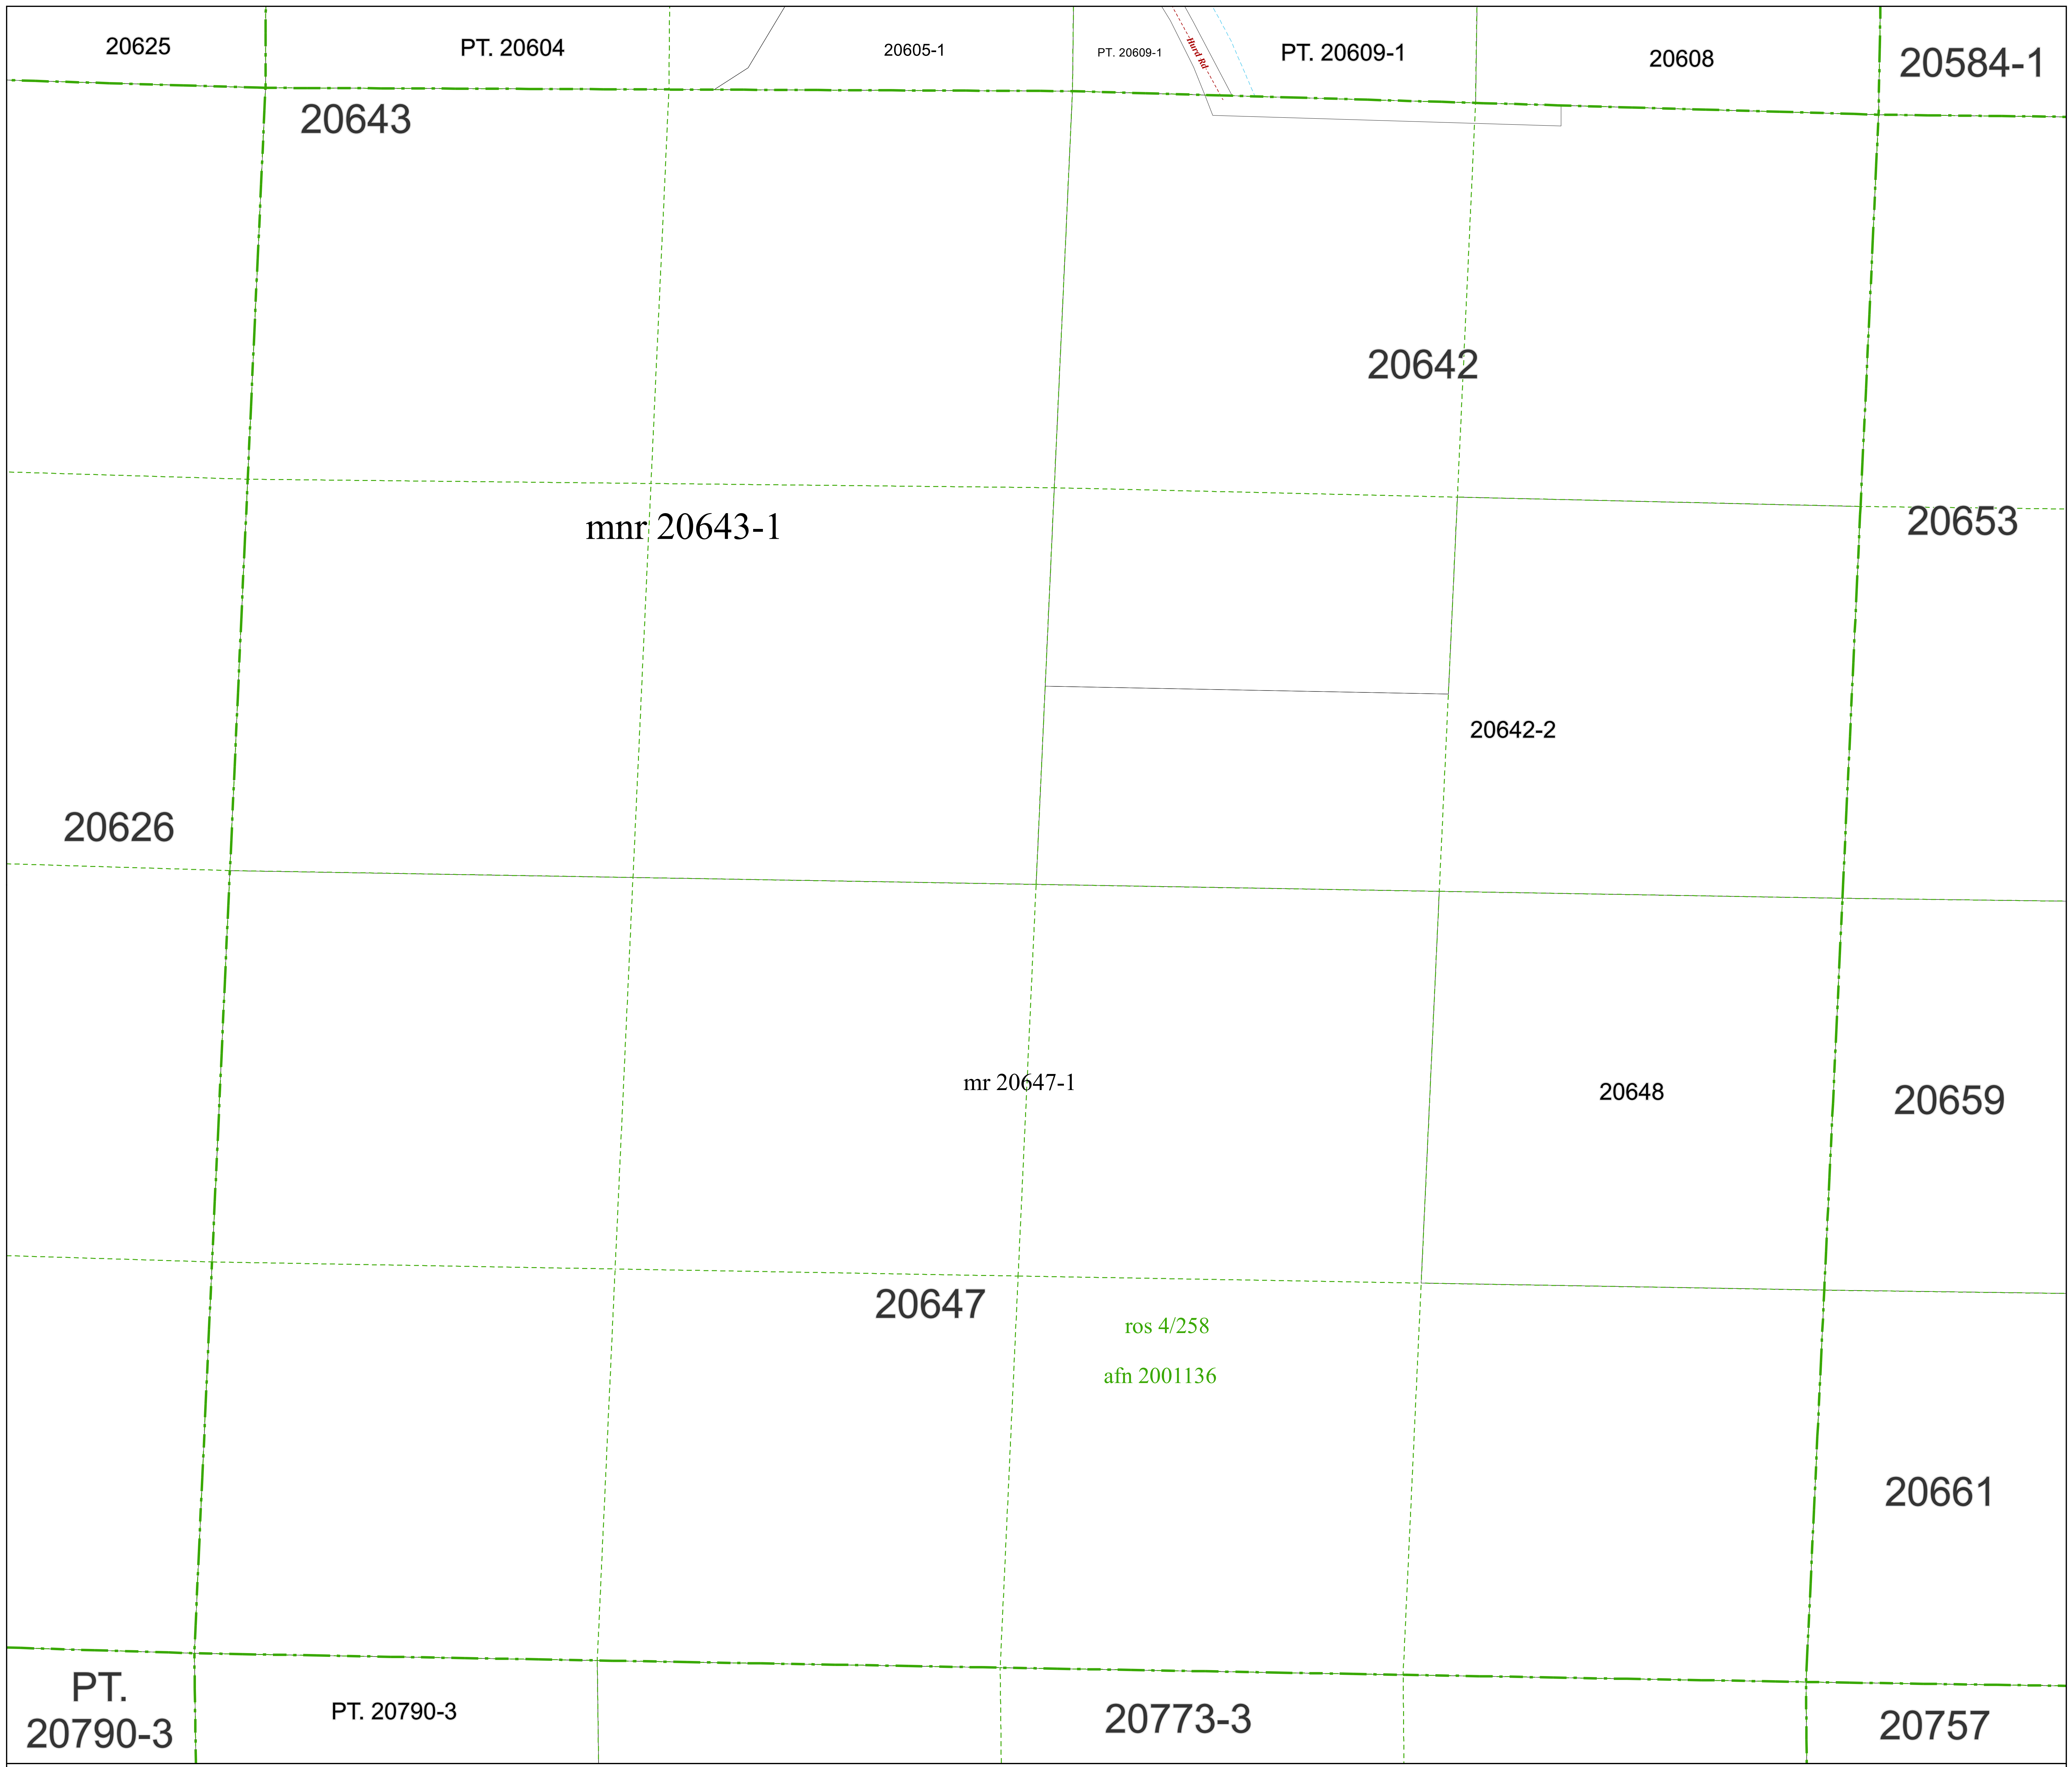 20625
PT. 20604
20605-1
PT. 20609-1
Hurd Rd
PT. 20609-1
20608
20584-1
20643
20642
mnr 20643-1
20653
20642-2
20626
mr 20647-1
20648
20659
20647
ros 4/258
afn 2001136
20661
PT.
20790-3
PT. 20790-3
20773-3
20757